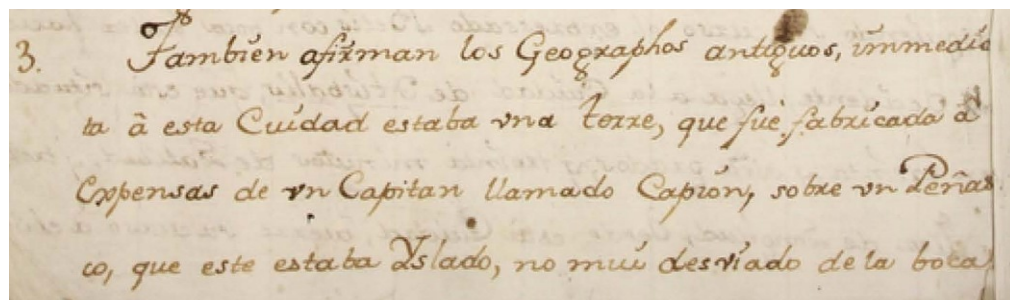 3. Tambien afirman los Geographos antiguos, immedia
ta â esta Cuidad estaba vna torre, que fuè fabricada à
Expensas de vn Capitan llamado Capion, sobre vn Peñas
co, que este estaba Yslado, no mui desviado de la boca